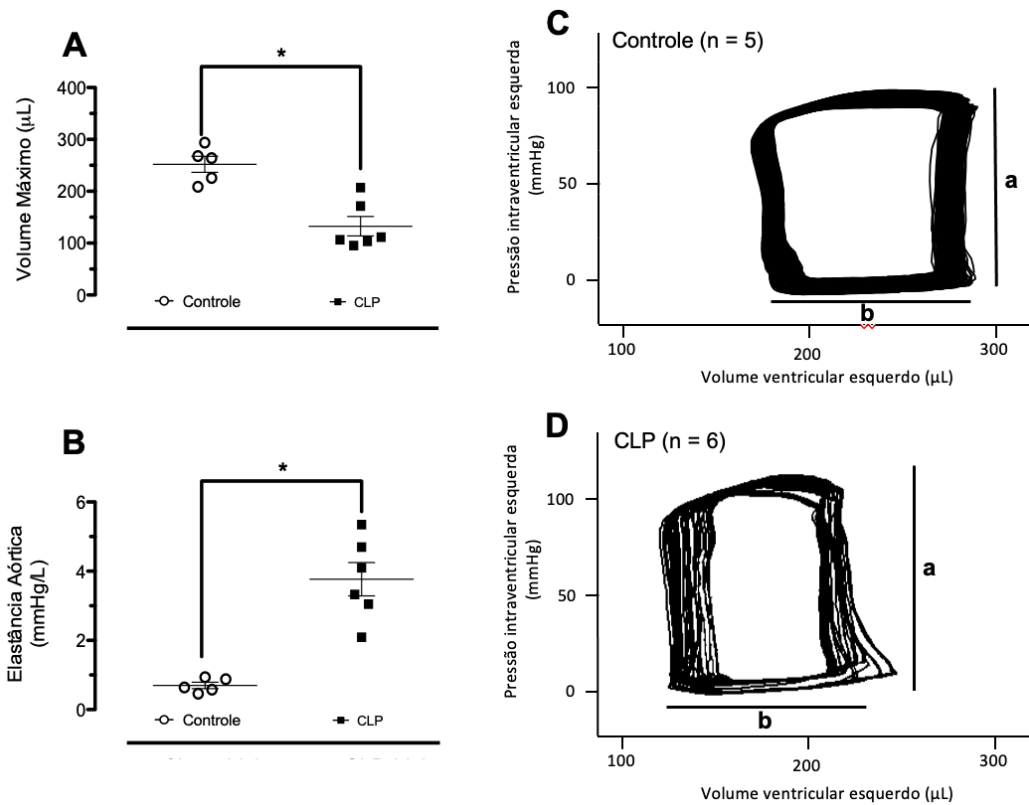 A
*
Volume Máximo (µL)
400
300
200
100
0
Controle
CLP
B
*
Elastância Aórtica
(mmHg/L)
6
4
2
0
Controle
CLP
C
Controle (n = 5)
Pressão intraventricular esquerda
(mmHg)
100
50
0
a
b
100
200
300
Volume ventricular esquerdo (µL)
D
CLP (n = 6)
Pressão intraventricular esquerda
(mmHg)
100
50
0
a
b
100
200
300
Volume ventricular esquerdo (µL)